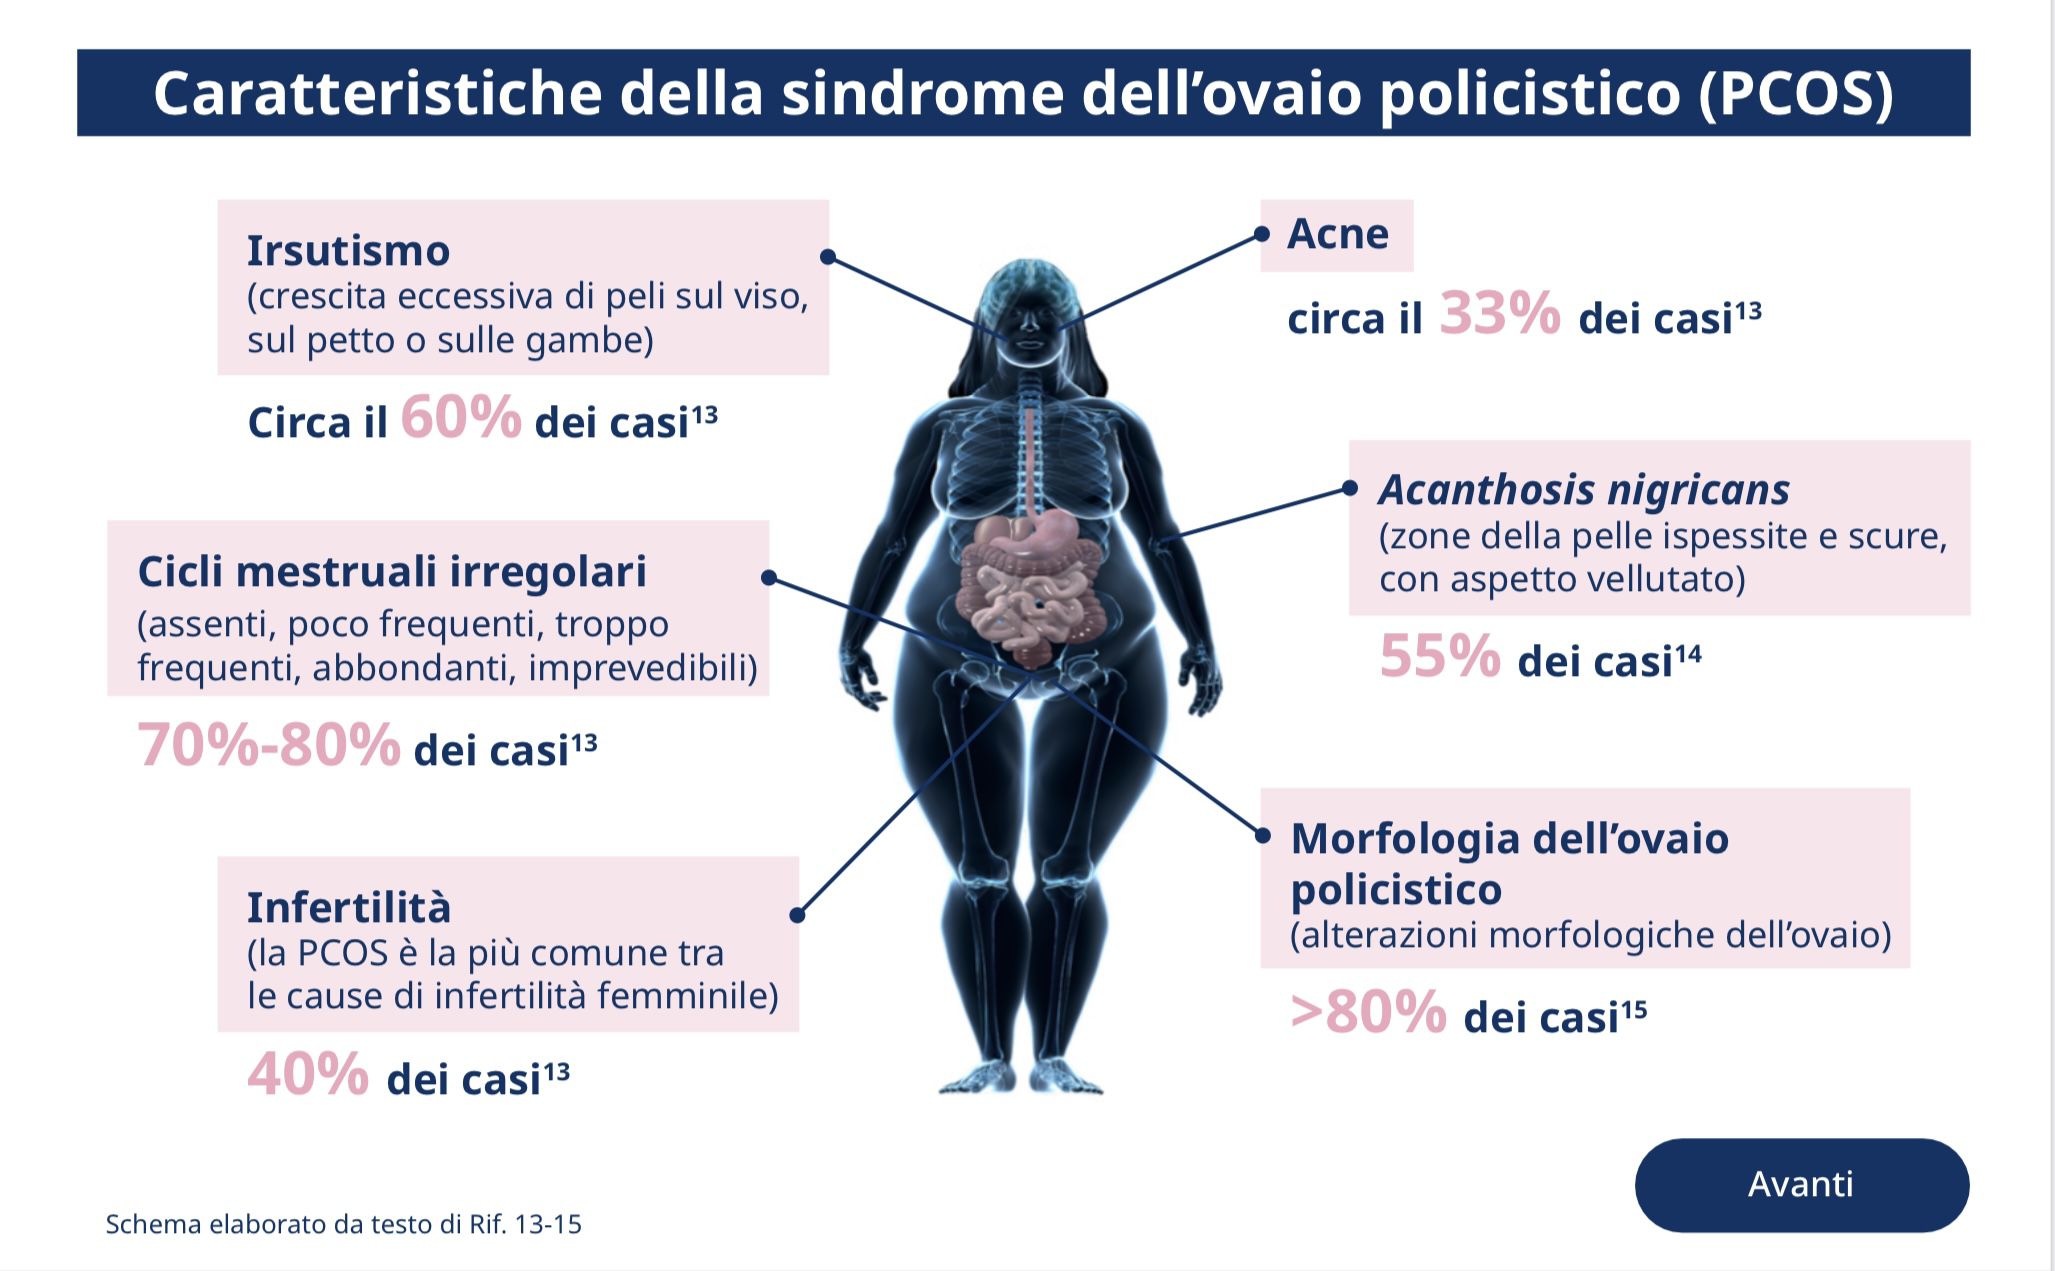 Caratteristiche della sindrome dell’ovaio policistico (PCOS)
Irsutismo
(crescita eccessiva di peli sul viso,
sul petto o sulle gambe)
Circa il 60% dei casi¹³
Cicli mestruali irregolari
(assenti, poco frequenti, troppo
frequenti, abbondanti, imprevedibili)
70%-80% dei casi¹³
Infertilità
(la PCOS è la più comune tra
le cause di infertilità femminile)
40% dei casi¹³
Acne
circa il 33% dei casi¹³
Acanthosis nigricans
(zone della pelle ispessite e scure,
con aspetto vellutato)
55% dei casi¹⁴
Morfologia dell’ovaio
policistico
(alterazioni morfologiche dell’ovaio)
>80% dei casi¹⁵
Avanti
Schema elaborato da testo di Rif. 13-15